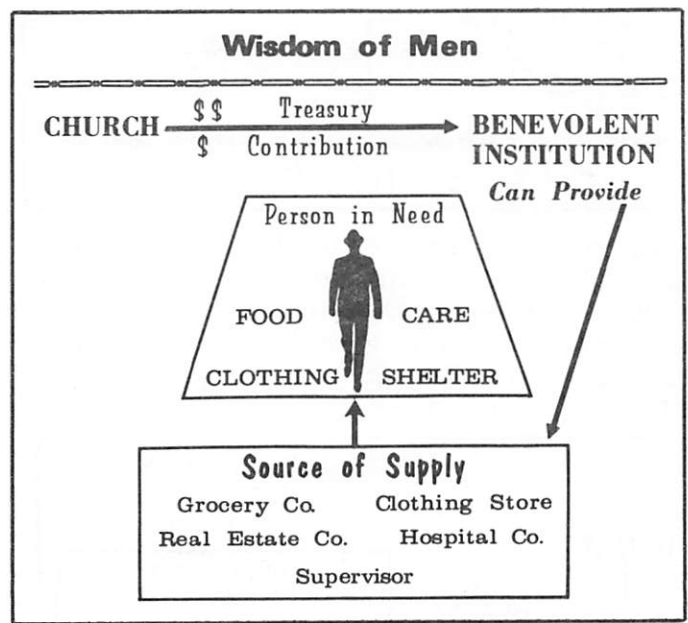 Wisdom of Men
CHURCH
$$ Treasury
$ Contribution
BENEVOLENT
INSTITUTION
Can Provide
Person in Need
FOOD CARE
CLOTHING SHELTER
Source of Supply
Grocery Co. Clothing Store
Real Estate Co. Hospital Co.
Supervisor